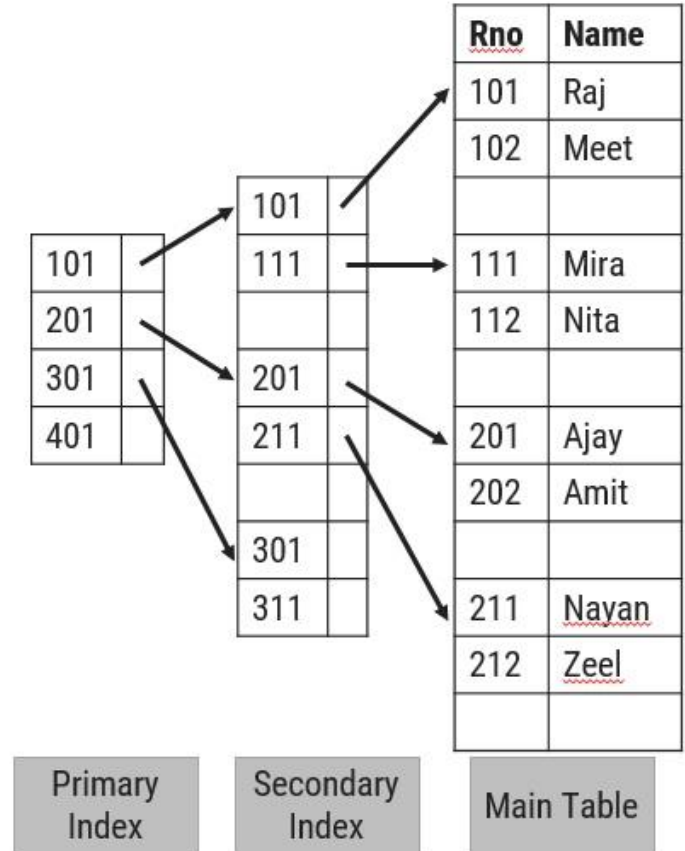 101
201
301
401
Primary
Index
101
111
201
211
301
311
Secondary
Index
Rno Name
101 Raj
102 Meet
111 Mira
112 Nita
201 Ajay
202 Amit
211 Nayan
212 Zeel
Main Table